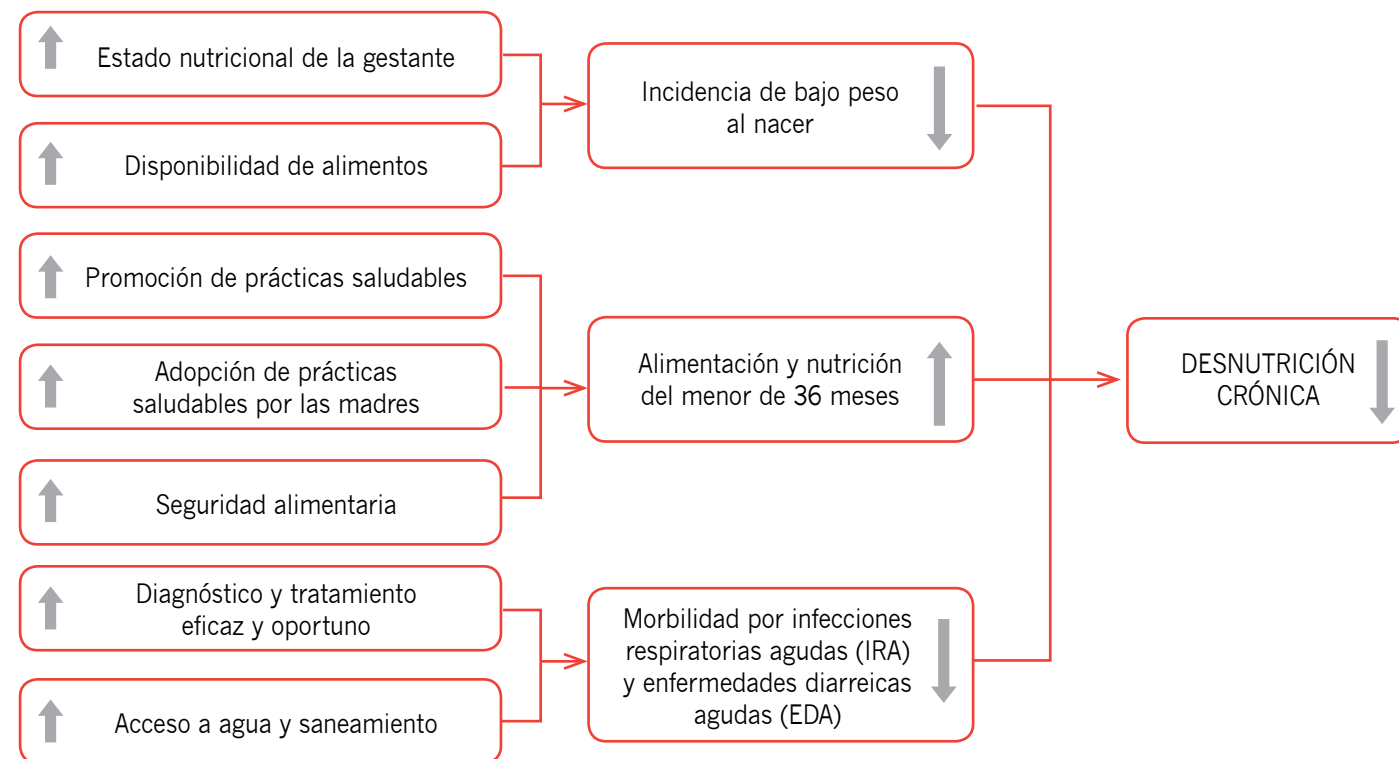 Estado nutricional de la gestante
Disponibilidad de alimentos
Promoción de prácticas saludables
Adopción de prácticas
saludables por las madres
Seguridad alimentaria
Diagnóstico y tratamiento
eficaz y oportuno
Acceso a agua y saneamiento
Incidencia de bajo peso
al nacer
Alimentación y nutrición
del menor de 36 meses
Morbilidad por infecciones
respiratorias agudas (IRA)
y enfermedades diarreicas
agudas (EDA)
DESNUTRICIÓN
CRÓNICA